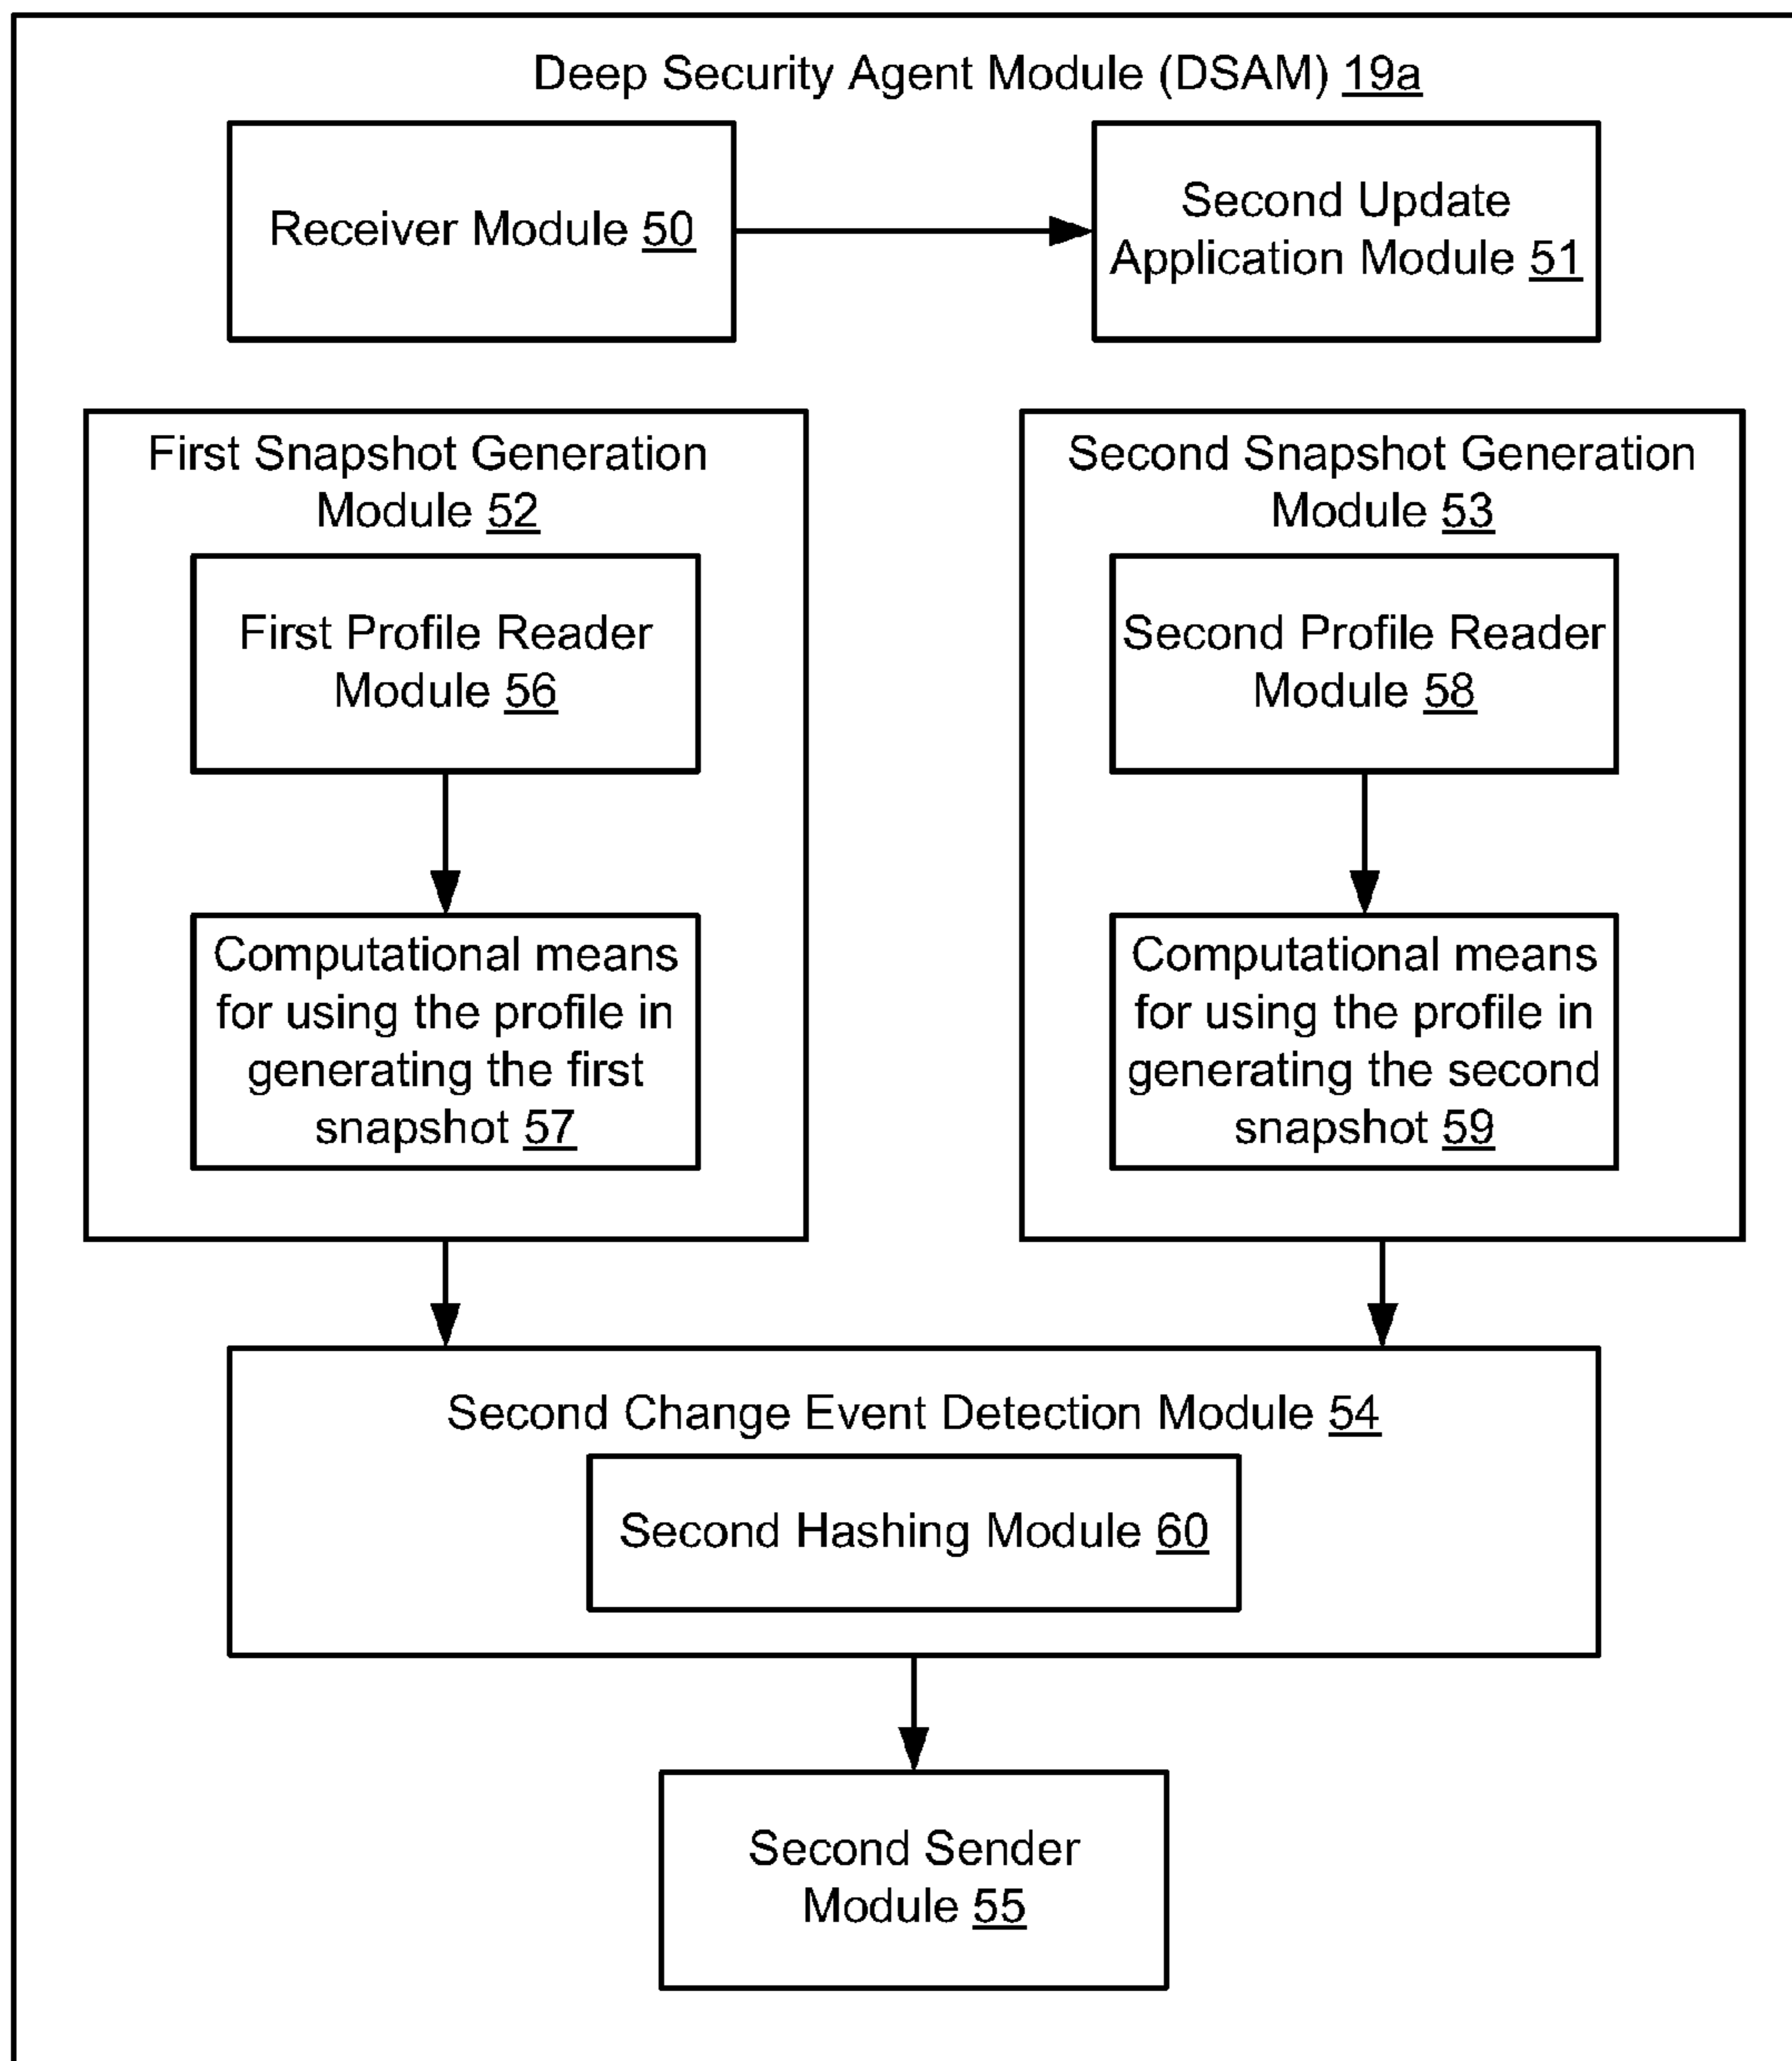 Deep Security Agent Module (DSAM) 19a
Receiver Module 50
Second Update
Application Module 51
First Snapshot Generation
Module 52
First Profile Reader
Module 56
Computational means
for using the profile in
generating the first
snapshot 57
Second Snapshot Generation
Module 53
Second Profile Reader
Module 58
Computational means
for using the profile in
generating the second
snapshot 59
Second Change Event Detection Module 54
Second Hashing Module 60
Second Sender
Module 55